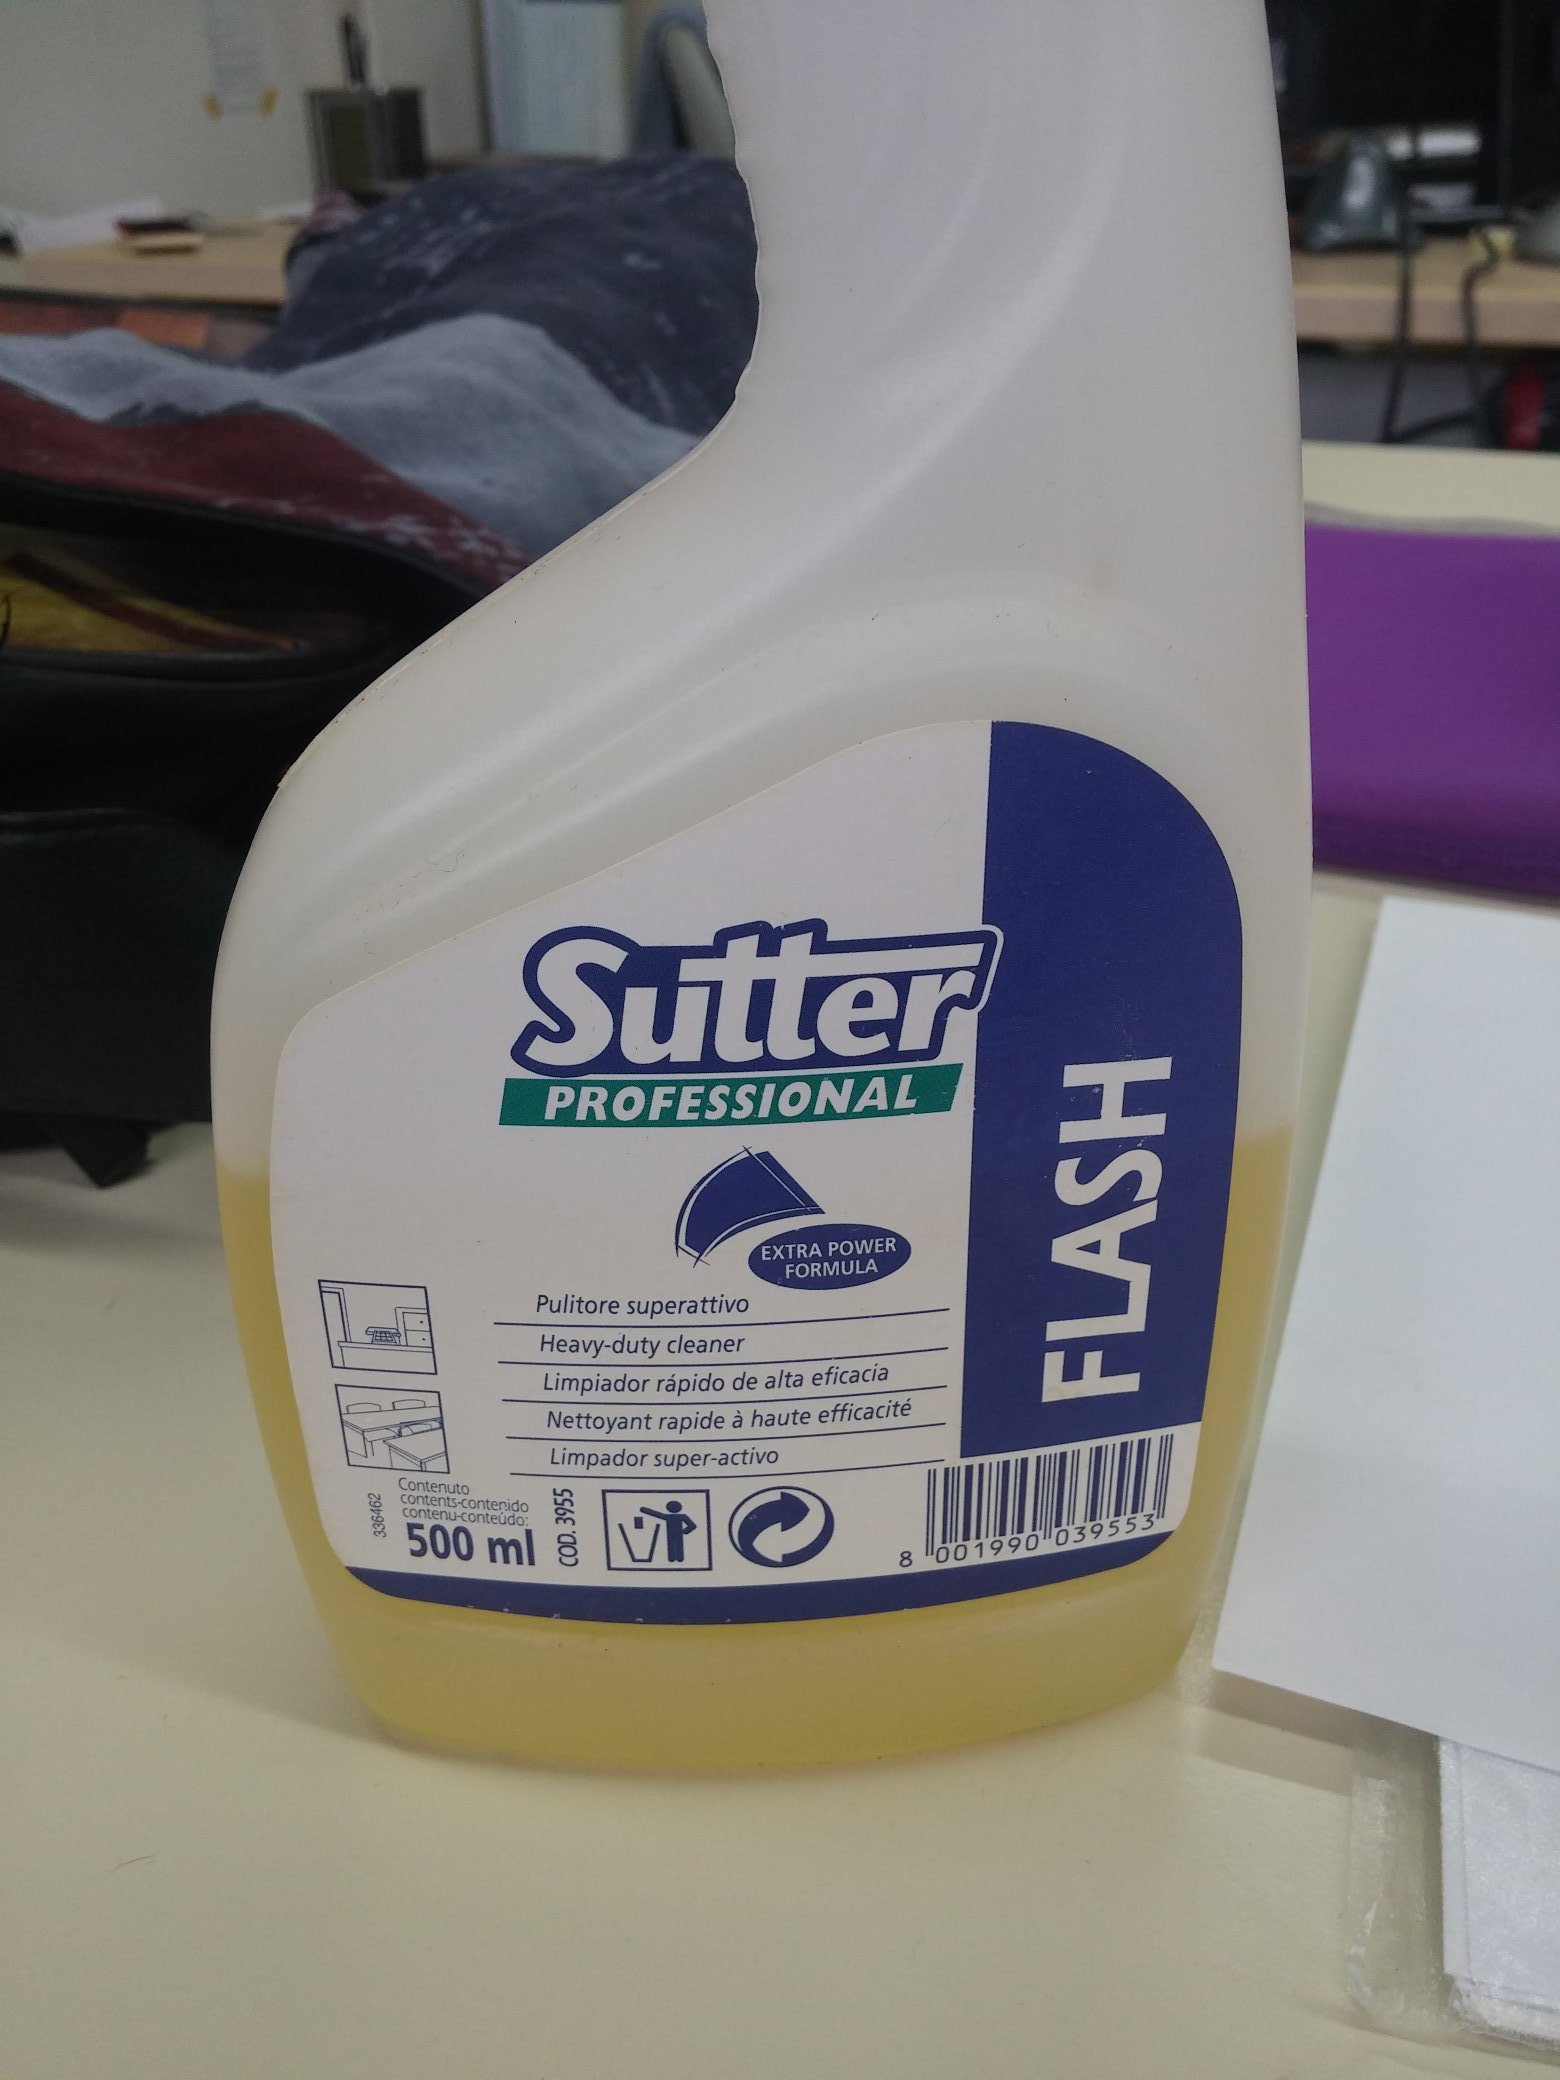 Sutter
PROFESSIONAL
FLASH
EXTRA POWER
FORMULA
Pulitore superattivo
Heavy-duty cleaner
Limpiador rápido de alta eficacia
Nettoyant rapide à haute efficacité
Limpador super-activo
336462
Contenuto
contents-contenido
contenu-conteúdo:
500 ml
COD. 3955
8 001990 039553